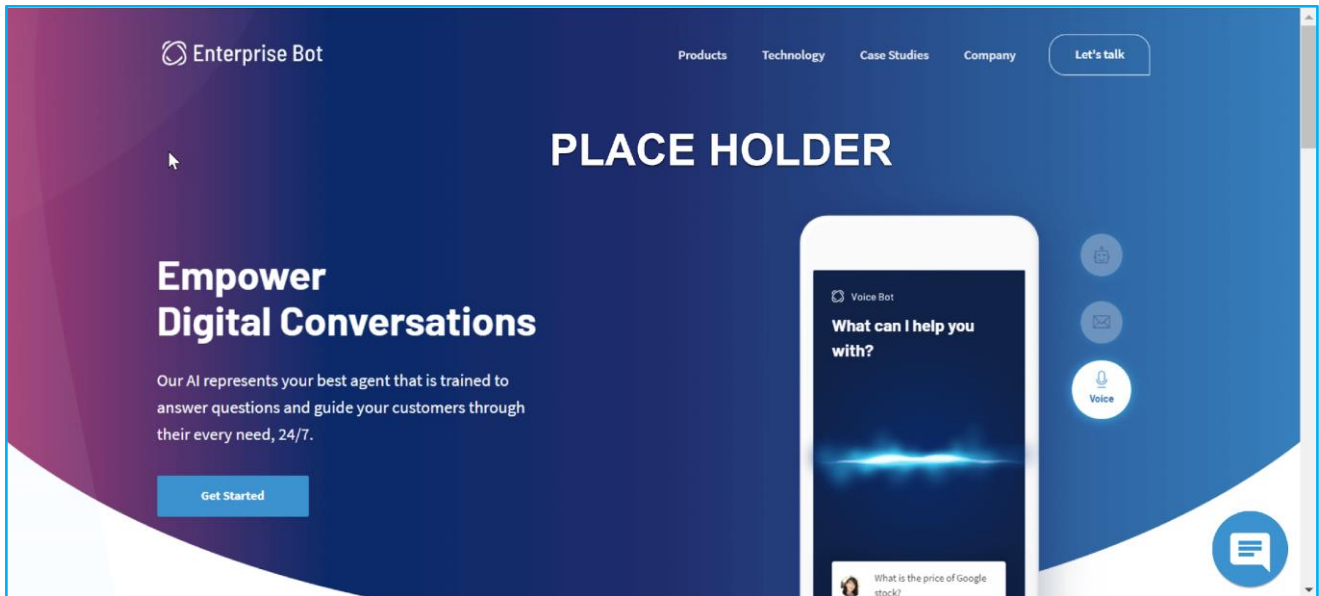 Enterprise Bot
Products Technology Case Studies Company Let's talk
PLACE HOLDER
Empower
Digital Conversations
Our AI represents your best agent that is trained to
answer questions and guide your customers through
their every need, 24/7.
Get Started
Voice Bot
What can I help you
with?
Voice
What is the price of Google
stock?